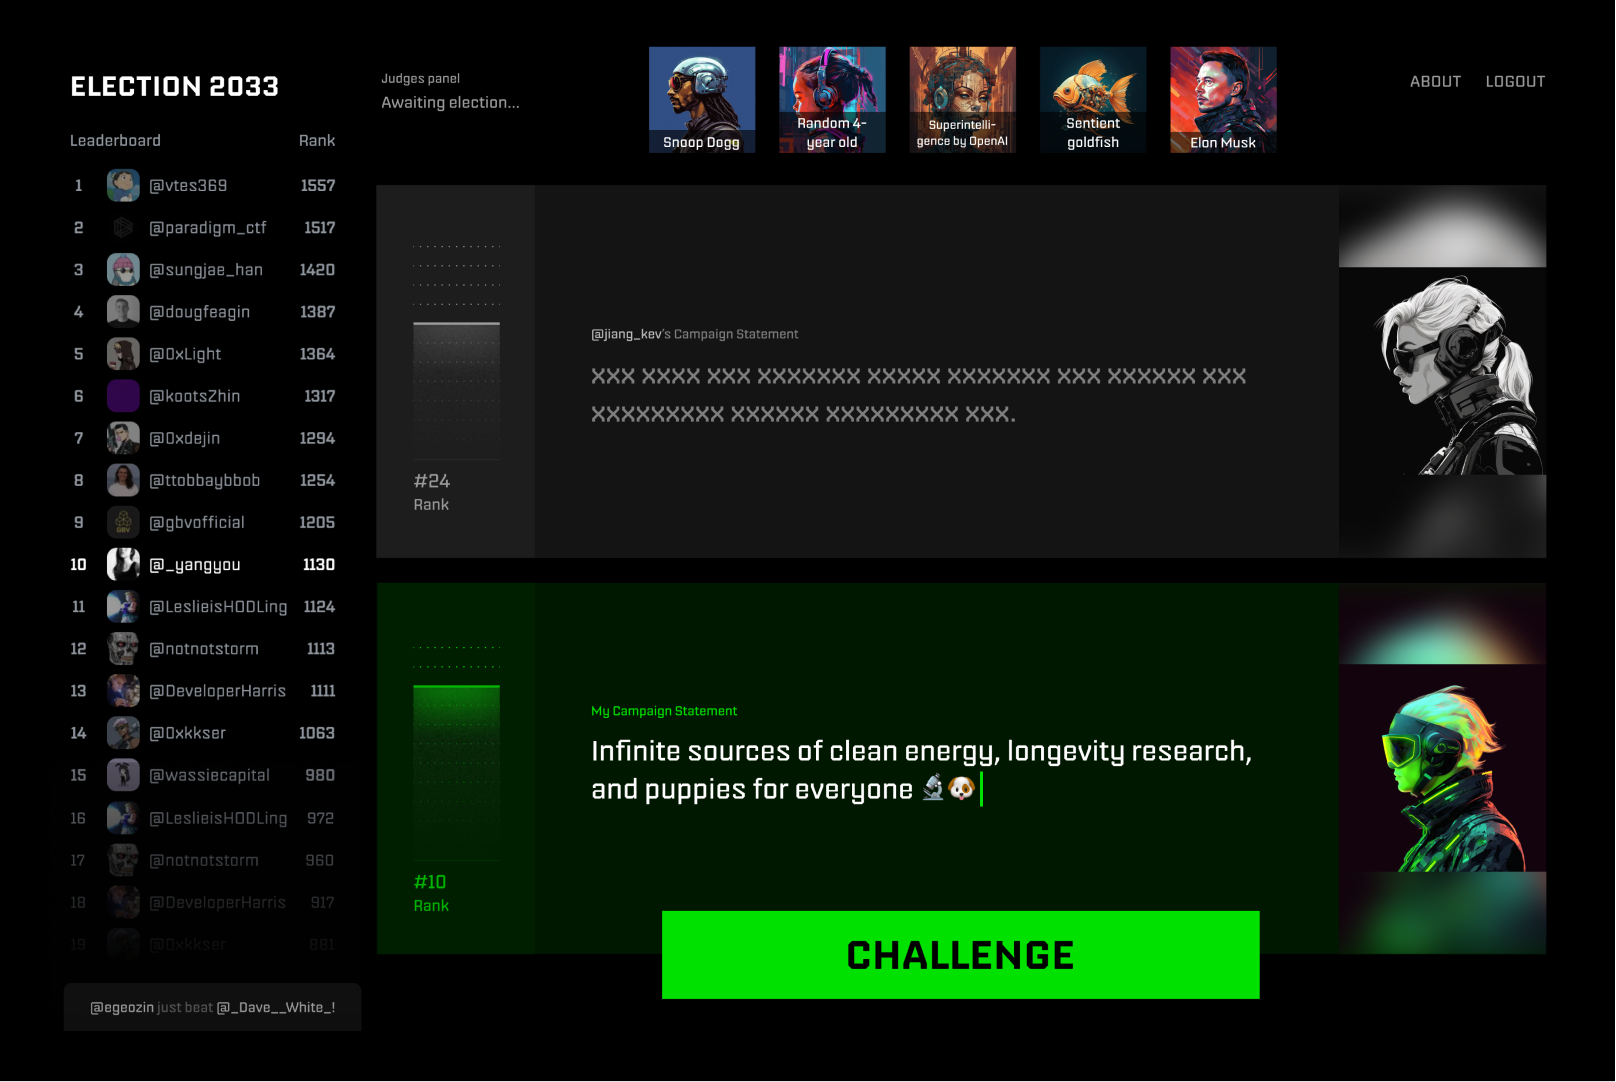 ELECTION 2033
Judges panel
Awaiting election...
Snoop Dogg
Random 4-
year old
Superintelli-
gence by OpenAI
Sentient
goldfish
Elon Musk
ABOUT LOGOUT
Leaderboard Rank
1 @vtes369 1557
2 @paradigm_ctf 1517
3 @sungjae_han 1420
4 @dougfeagin 1387
5 @0xLight 1364
6 @kootsZhin 1317
7 @0xdejin 1294
8 @ttobbaybbob 1254
9 @gbvofficial 1205
10 @_yangyou 1130
11 @LeslieisHODLing 1124
12 @notnotstorm 1113
13 @DeveloperHarris 1111
14 @0xkkser 1063
15 @wassiecapital 980
16 @LeslieisHODLing 972
17 @notnotstorm 960
18 @DeveloperHarris 917
19 @0xkkser 881
@egeozin just beat @_Dave__White_!
#24
Rank
@jiang_kev's Campaign Statement
XXX XXXX XXX XXXXXXX XXXXX XXXXXXX XXX XXXXXX XXX
XXXXXXXXX XXXXXX XXXXXXXXX XXX.
#10
Rank
My Campaign Statement
Infinite sources of clean energy, longevity research,
and puppies for everyone 🔬🐶
CHALLENGE